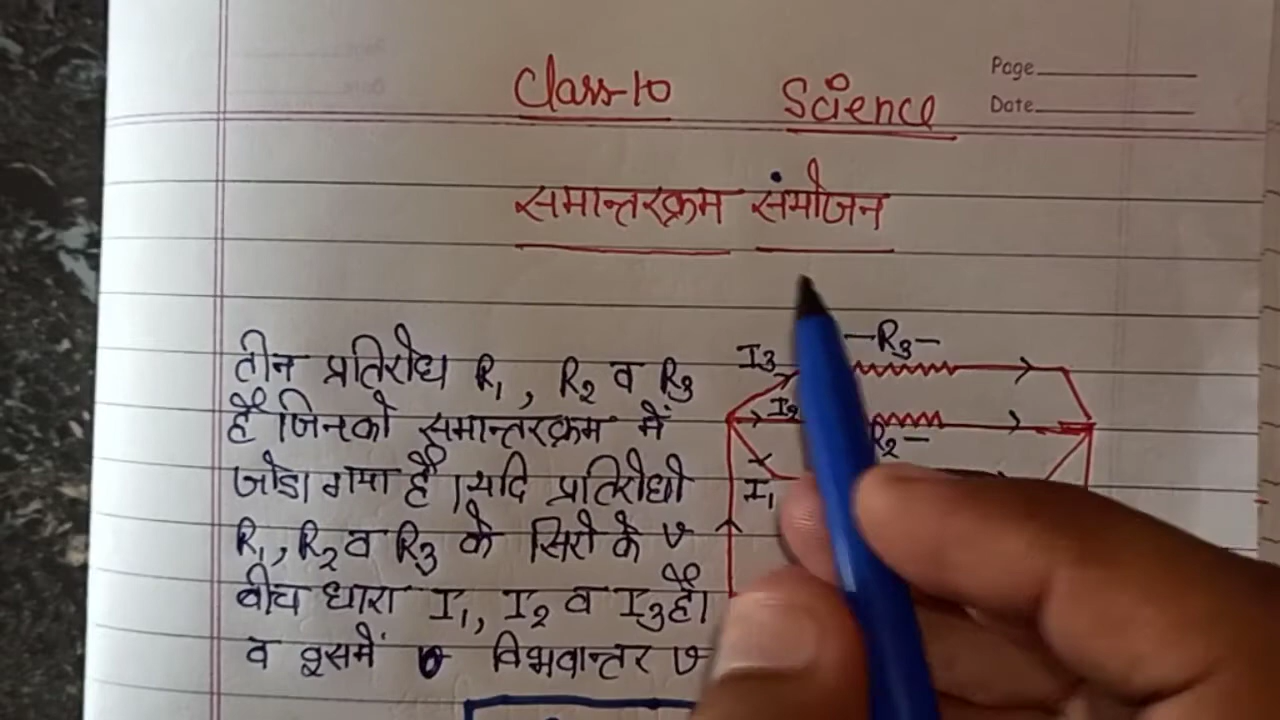 Page
Date
Class-10 Science
समान्तरक्रम संयोजन
तीन प्रतिरोध R₁, R₂ व R₃
है जिनको समान्तरक्रम में
जोडा गया है। यदि प्रतिरोधो
R₁, R₂ व R₃ के सिरो के
बीच धारा I₁, I₂ व I₃ है।
व इसमें विभवान्तर V
I₃ -R₃-
I₂
R₂-
I₁